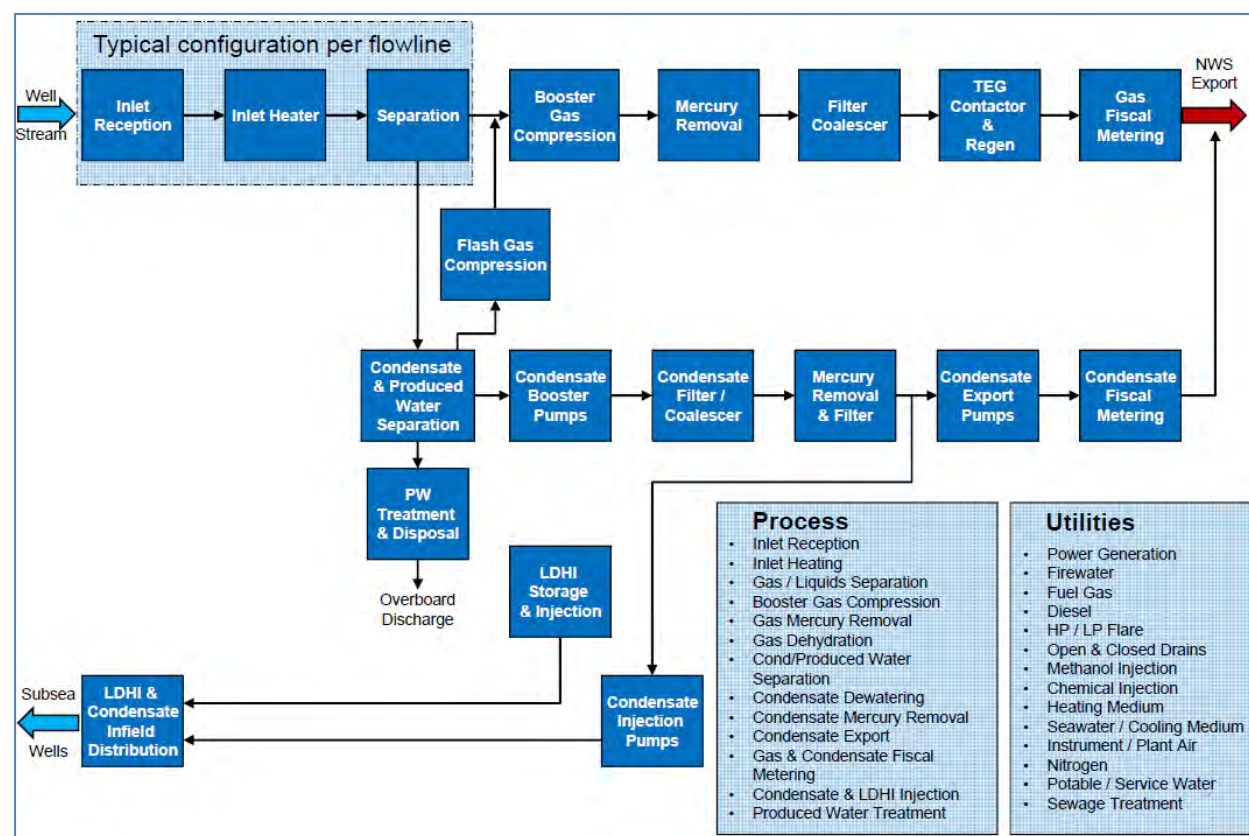 Typical configuration per flowline
Well
Stream
Inlet
Reception
Inlet Heater
Separation
Booster
Gas
Compression
Mercury
Removal
Filter
Coalescer
TEG
Contactor
&
Regen
Gas
Fiscal
Metering
NWS
Export
Flash Gas
Compression
Condensate
& Produced
Water
Separation
Condensate
Booster
Pumps
Condensate
Filter /
Coalescer
Mercury
Removal
& Filter
Condensate
Export
Pumps
Condensate
Fiscal
Metering
PW
Treatment
& Disposal
Overboard
Discharge
LDHI
Storage
& Injection
Subsea
Wells
LDHI &
Condensate
Infield
Distribution
Condensate
Injection
Pumps
Process
• Inlet Reception
• Inlet Heating
• Gas / Liquids Separation
• Booster Gas Compression
• Gas Mercury Removal
• Gas Dehydration
• Cond/Produced Water
Separation
• Condensate Dewatering
• Condensate Mercury Removal
• Condensate Export
• Gas & Condensate Fiscal
Metering
• Condensate & LDHI Injection
• Produced Water Treatment
Utilities
• Power Generation
• Firewater
• Fuel Gas
• Diesel
• HP / LP Flare
• Open & Closed Drains
• Methanol Injection
• Chemical Injection
• Heating Medium
• Seawater / Cooling Medium
• Instrument / Plant Air
• Nitrogen
• Potable / Service Water
• Sewage Treatment